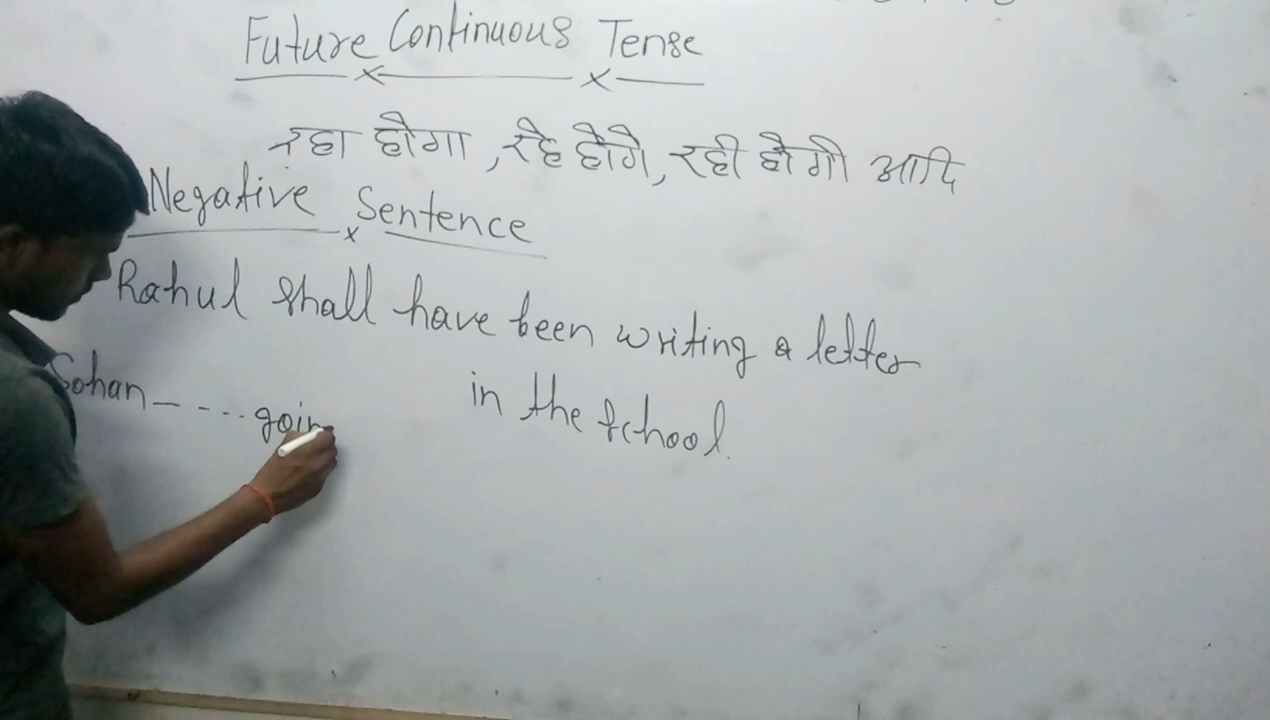 Future Continuous Tense
रहा होगा, रहे होंगे, रही होगी आदि
Negative Sentence
Rahul shall have been writing a letter
in the school.
Sohan - - - - going